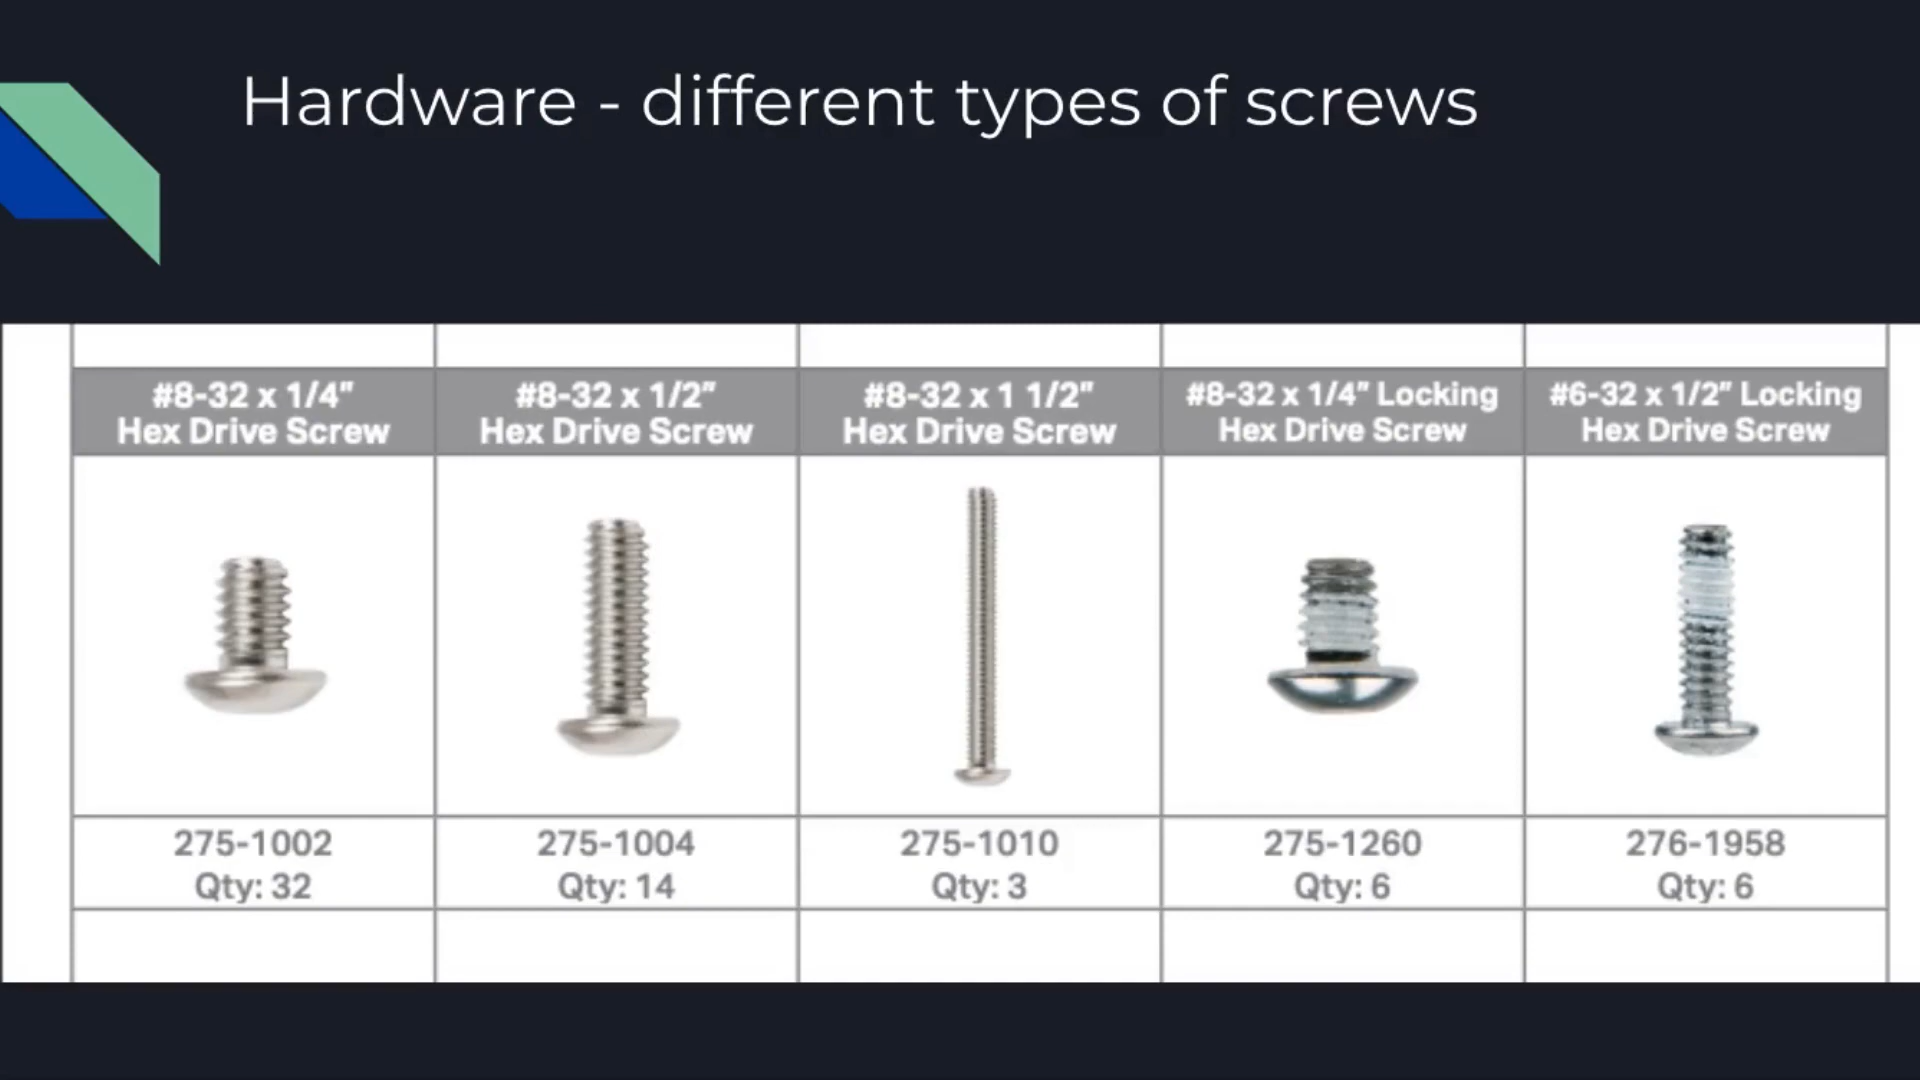 Hardware - different types of screws
#8-32 x 1/4"
Hex Drive Screw
#8-32 x 1/2"
Hex Drive Screw
#8-32 x 1 1/2"
Hex Drive Screw
#8-32 x 1/4" Locking
Hex Drive Screw
#6-32 x 1/2" Locking
Hex Drive Screw
275-1002
Qty: 32
275-1004
Qty: 14
275-1010
Qty: 3
275-1260
Qty: 6
276-1958
Qty: 6